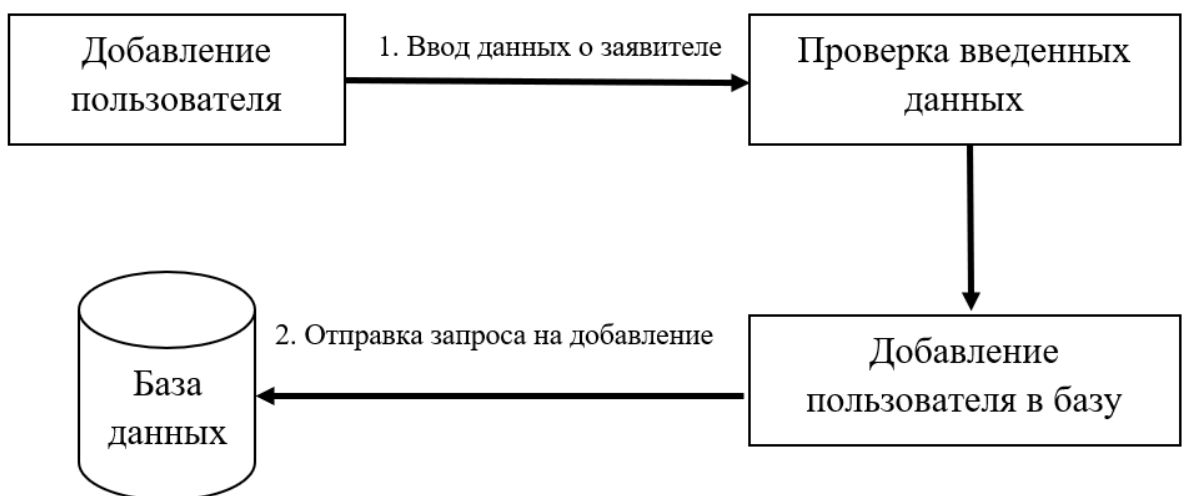 Добавление
пользователя
1. Ввод данных о заявителе
Проверка введенных
данных
2. Отправка запроса на добавление
Добавление
пользователя в базу
База
данных